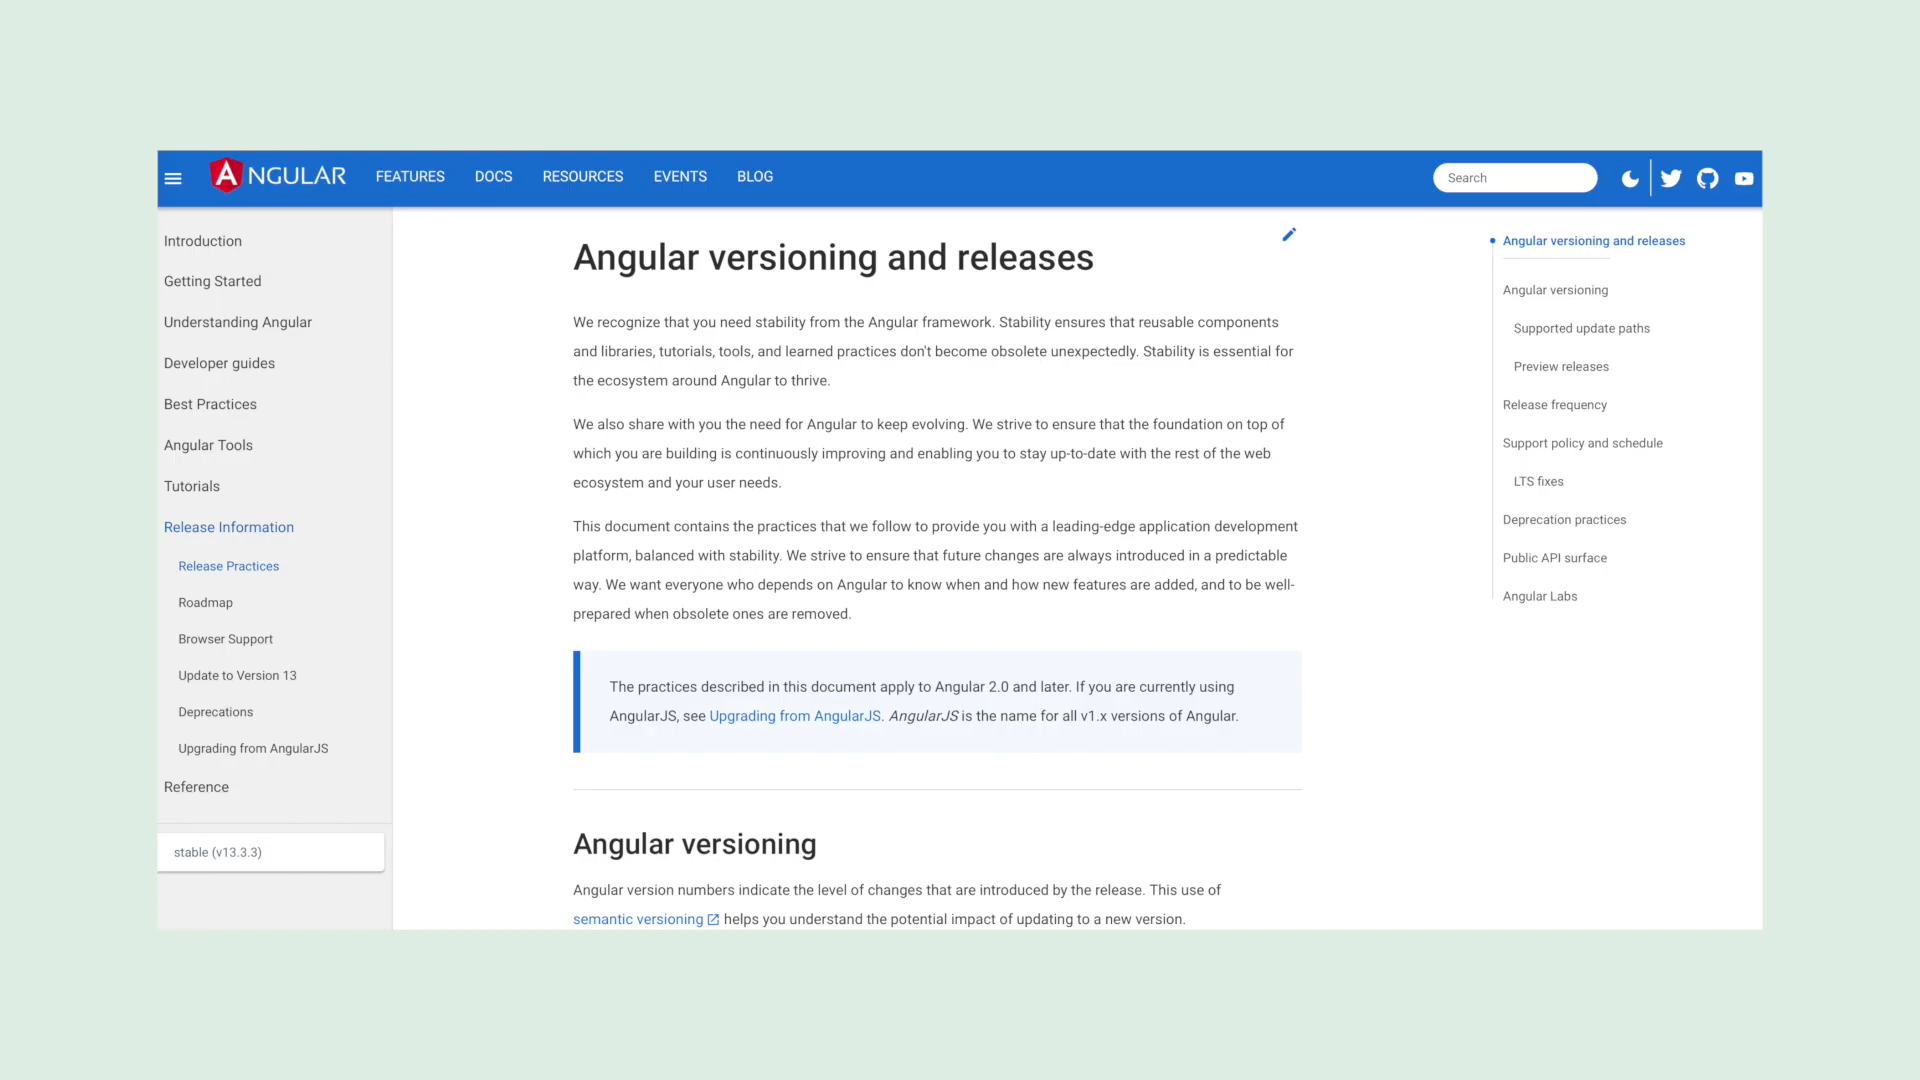 ANGULAR FEATURES DOCS RESOURCES EVENTS BLOG Search
Introduction
Getting Started
Understanding Angular
Developer guides
Best Practices
Angular Tools
Tutorials
Release Information
Release Practices
Roadmap
Browser Support
Update to Version 13
Deprecations
Upgrading from AngularJS
Reference
stable (v13.3.3)
Angular versioning and releases
We recognize that you need stability from the Angular framework. Stability ensures that reusable components
and libraries, tutorials, tools, and learned practices don't become obsolete unexpectedly. Stability is essential for
the ecosystem around Angular to thrive.
We also share with you the need for Angular to keep evolving. We strive to ensure that the foundation on top of
which you are building is continuously improving and enabling you to stay up-to-date with the rest of the web
ecosystem and your user needs.
This document contains the practices that we follow to provide you with a leading-edge application development
platform, balanced with stability. We strive to ensure that future changes are always introduced in a predictable
way. We want everyone who depends on Angular to know when and how new features are added, and to be well-
prepared when obsolete ones are removed.
The practices described in this document apply to Angular 2.0 and later. If you are currently using
AngularJS, see Upgrading from AngularJS. AngularJS is the name for all v1.x versions of Angular.
Angular versioning
Angular version numbers indicate the level of changes that are introduced by the release. This use of
semantic versioning helps you understand the potential impact of updating to a new version.
Angular versioning and releases
Angular versioning
Supported update paths
Preview releases
Release frequency
Support policy and schedule
LTS fixes
Deprecation practices
Public API surface
Angular Labs